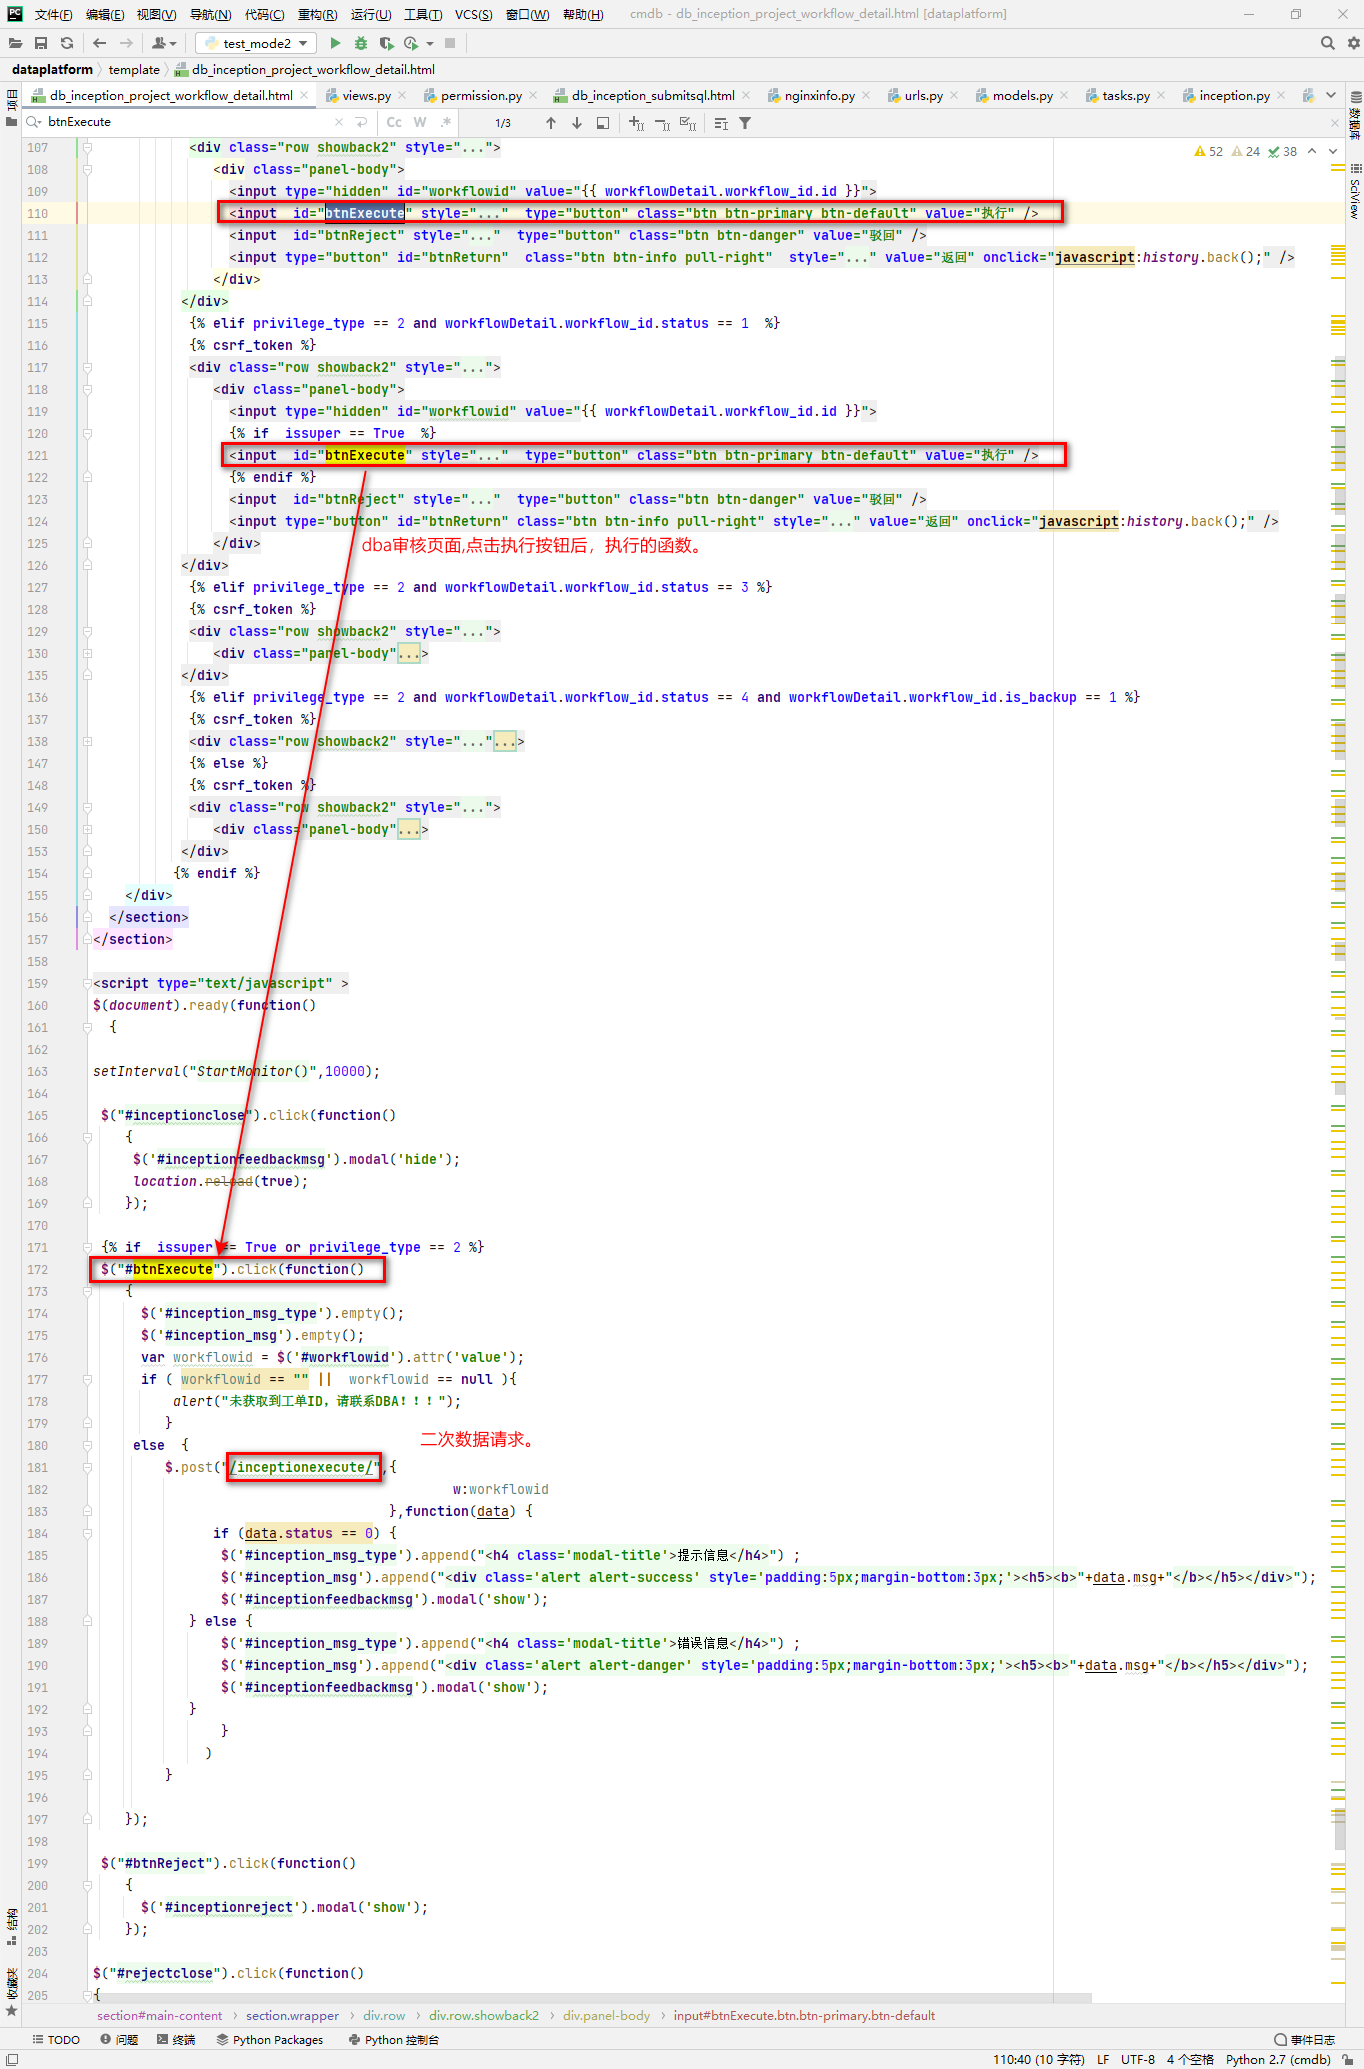 文件(F) 编辑(E) 视图(V) 导航(N) 代码(C) 重构(R) 运行(U) 工具(T) VCS(S) 窗口(W) 帮助(H) cmdb - db_inception_project_workflow_detail.html [dataplatform]
test_mode2
dataplatform template db_inception_project_workflow_detail.html
db_inception_project_workflow_detail.html views.py permission.py db_inception_submitsql.html nginxinfo.py urls.py models.py tasks.py inception.py
btnExecute Cc W .* 1/3
52 24 38
107 <div class="row showback2" style="...">
108 <div class="panel-body">
109 <input type="hidden" id="workflowid" value="{{ workflowDetail.workflow_id.id }}">
110 <input  id="btnExecute" style="..."  type="button" class="btn btn-primary btn-default" value="执行" />
111 <input  id="btnReject" style="..."  type="button" class="btn btn-danger" value="驳回" />
112 <input type="button" id="btnReturn"  class="btn btn-info pull-right"  style="..." value="返回" onclick="javascript:history.back();" />
113 </div>
114 </div>
115 {% elif privilege_type == 2 and workflowDetail.workflow_id.status == 1  %}
116 {% csrf_token %}
117 <div class="row showback2" style="...">
118 <div class="panel-body">
119 <input type="hidden" id="workflowid" value="{{ workflowDetail.workflow_id.id }}">
120 {% if  issuper == True  %}
121 <input  id="btnExecute" style="..."  type="button" class="btn btn-primary btn-default" value="执行" />
122 {% endif %}
123 <input  id="btnReject" style="..."  type="button" class="btn btn-danger" value="驳回" />
124 <input type="button" id="btnReturn" class="btn btn-info pull-right" style="..." value="返回" onclick="javascript:history.back();" />
125 </div>
dba审核页面,点击执行按钮后，执行的函数。
126 </div>
127 {% elif privilege_type == 2 and workflowDetail.workflow_id.status == 3 %}
128 {% csrf_token %}
129 <div class="row showback2" style="...">
130 <div class="panel-body"...>
135 </div>
136 {% elif privilege_type == 2 and workflowDetail.workflow_id.status == 4 and workflowDetail.workflow_id.is_backup == 1 %}
137 {% csrf_token %}
138 <div class="row showback2" style="..."...>
147 {% else %}
148 {% csrf_token %}
149 <div class="row showback2" style="...">
150 <div class="panel-body"...>
153 </div>
154 {% endif %}
155 </div>
156 </section>
157 </section>
158
159 <script type="text/javascript" >
160 $(document).ready(function()
161 {
162
163 setInterval("StartMonitor()",10000);
164
165 $("#inceptionclose").click(function()
166 {
167 $('#inceptionfeedbackmsg').modal('hide');
168 location.reload(true);
169 });
170
171 {% if  issuper == True or privilege_type == 2 %}
172 $("#btnExecute").click(function()
173 {
174 $('#inception_msg_type').empty();
175 $('#inception_msg').empty();
176 var workflowid = $('#workflowid').attr('value');
177 if ( workflowid == "" ||  workflowid == null ){
178 alert("未获取到工单ID，请联系DBA！！！");
179 }
二次数据请求。
180 else  {
181 $.post("/inceptionexecute/",{
182 w:workflowid
183 },function(data) {
184 if (data.status == 0) {
185 $('#inception_msg_type').append("<h4 class='modal-title'>提示信息</h4>") ;
186 $('#inception_msg').append("<div class='alert alert-success' style='padding:5px;margin-bottom:3px;'><h5><b>"+data.msg+"</b></h5></div>");
187 $('#inceptionfeedbackmsg').modal('show');
188 } else {
189 $('#inception_msg_type').append("<h4 class='modal-title'>错误信息</h4>") ;
190 $('#inception_msg').append("<div class='alert alert-danger' style='padding:5px;margin-bottom:3px;'><h5><b>"+data.msg+"</b></h5></div>");
191 $('#inceptionfeedbackmsg').modal('show');
192 }
193 }
194 )
195 }
196
197 });
198
199 $("#btnReject").click(function()
200 {
201 $('#inceptionreject').modal('show');
202 });
203
204 $("#rejectclose").click(function()
205 {
项目
结构
收藏夹
数据库
SciView
section#main-content section.wrapper div.row div.row.showback2 div.panel-body input#btnExecute.btn.btn-primary.btn-default
TODO 问题 终端 Python Packages Python 控制台 事件日志
110:40 (10 字符) LF UTF-8 4 个空格 Python 2.7 (cmdb)